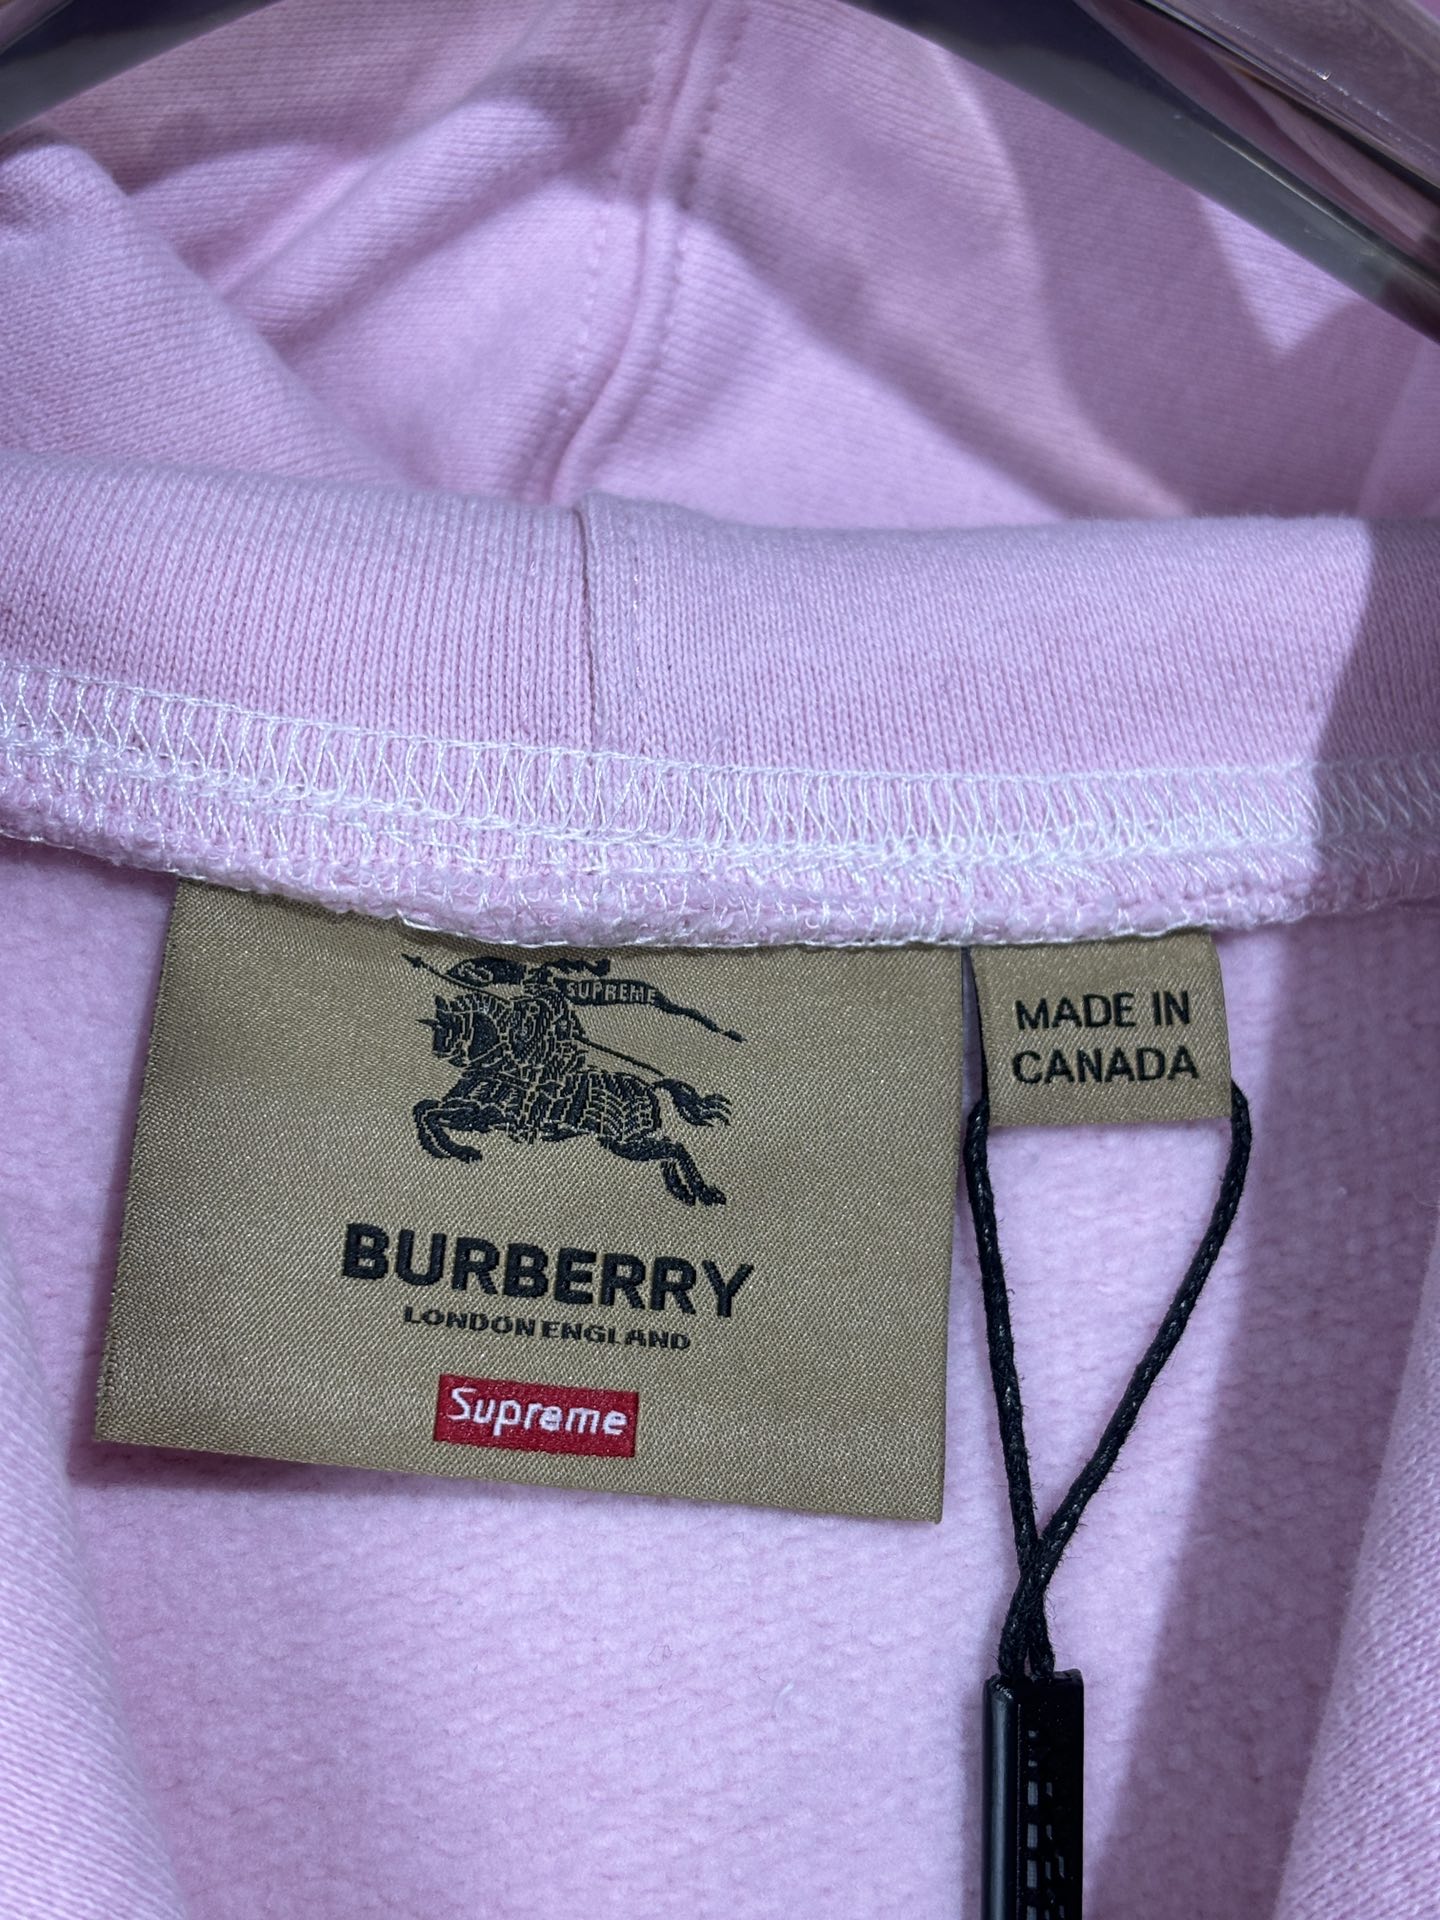 SUPREME
BURBERRY
LONDON ENGLAND
Supreme
MADE IN
CANADA